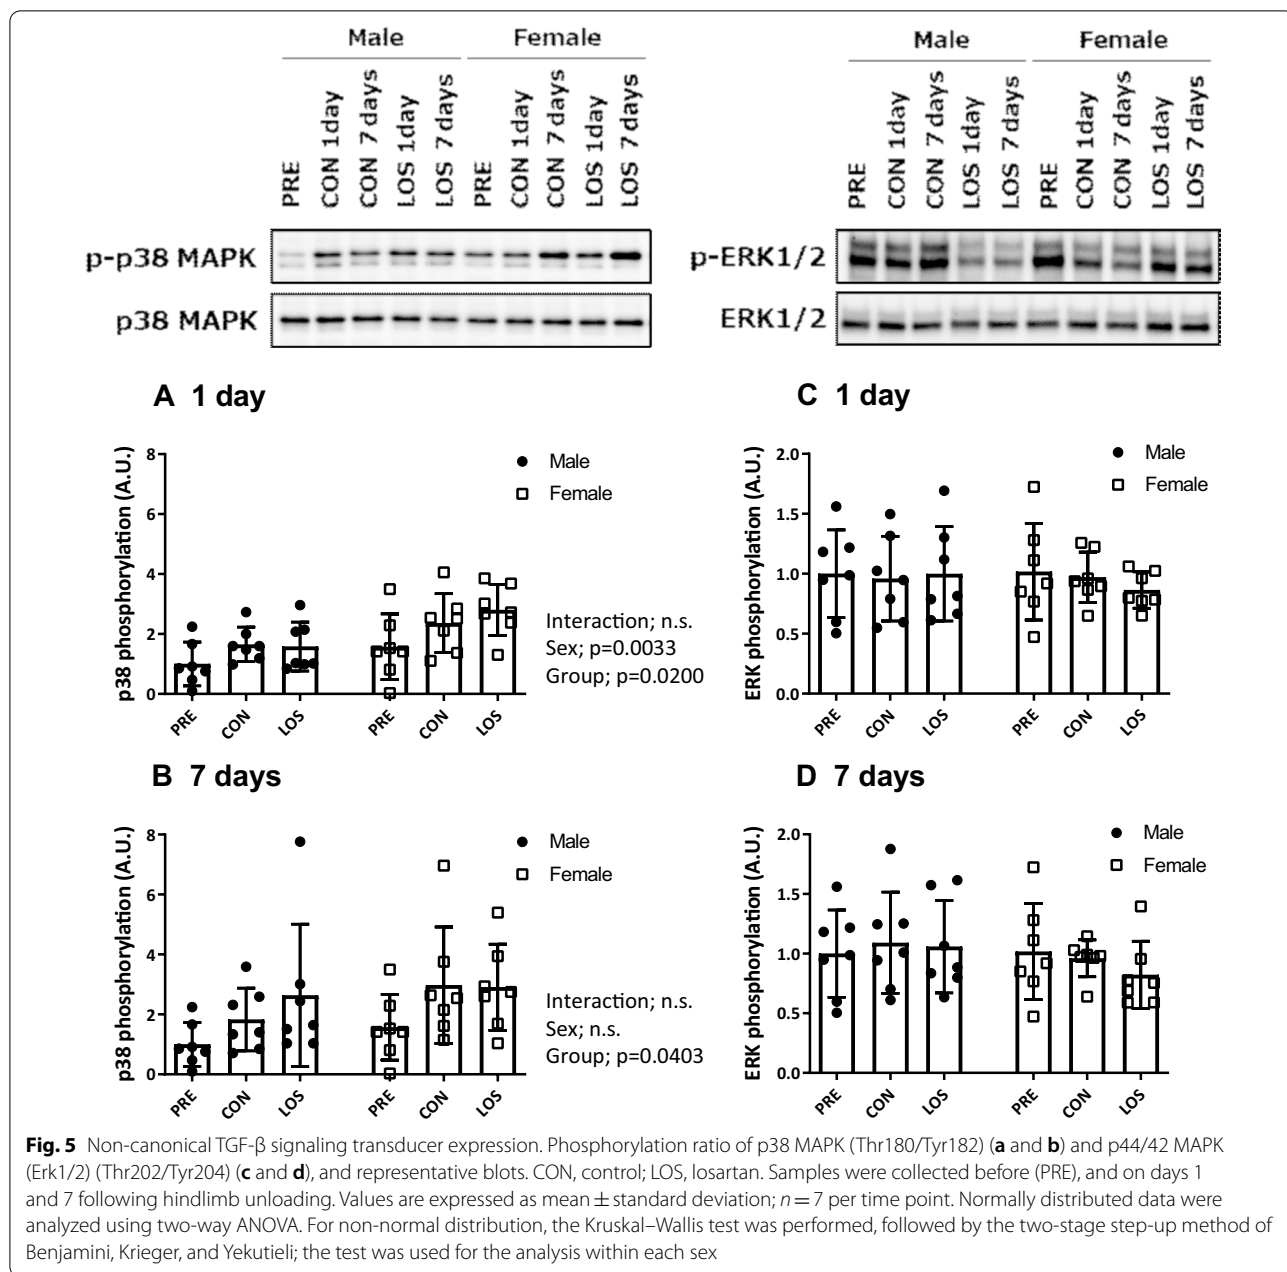 Male Female
PRE
CON 1day
CON 7 days
LOS 1day
LOS 7 days
PRE
CON 1day
CON 7 days
LOS 1day
LOS 7 days
p-p38 MAPK
p38 MAPK
Male Female
PRE
CON 1day
CON 7 days
LOS 1day
LOS 7 days
PRE
CON 1day
CON 7 days
LOS 1day
LOS 7 days
p-ERK1/2
ERK1/2
A 1 day
p38 phosphorylation (A.U.)
8
6
4
2
0
Male
Female
PRE CON LOS PRE CON LOS
Interaction; n.s.
Sex; p=0.0033
Group; p=0.0200
C 1 day
ERK phosphorylation (A.U.)
2.0
1.5
1.0
0.5
0.0
Male
Female
PRE CON LOS PRE CON LOS
B 7 days
p38 phosphorylation (A.U.)
8
6
4
2
0
Male
Female
PRE CON LOS PRE CON LOS
Interaction; n.s.
Sex; n.s.
Group; p=0.0403
D 7 days
ERK phosphorylation (A.U.)
2.0
1.5
1.0
0.5
0.0
Male
Female
PRE CON LOS PRE CON LOS
Fig. 5 Non-canonical TGF-β signaling transducer expression. Phosphorylation ratio of p38 MAPK (Thr180/Tyr182) (a and b) and p44/42 MAPK
(Erk1/2) (Thr202/Tyr204) (c and d), and representative blots. CON, control; LOS, losartan. Samples were collected before (PRE), and on days 1
and 7 following hindlimb unloading. Values are expressed as mean ± standard deviation; n = 7 per time point. Normally distributed data were
analyzed using two-way ANOVA. For non-normal distribution, the Kruskal–Wallis test was performed, followed by the two-stage step-up method of
Benjamini, Krieger, and Yekutieli; the test was used for the analysis within each sex